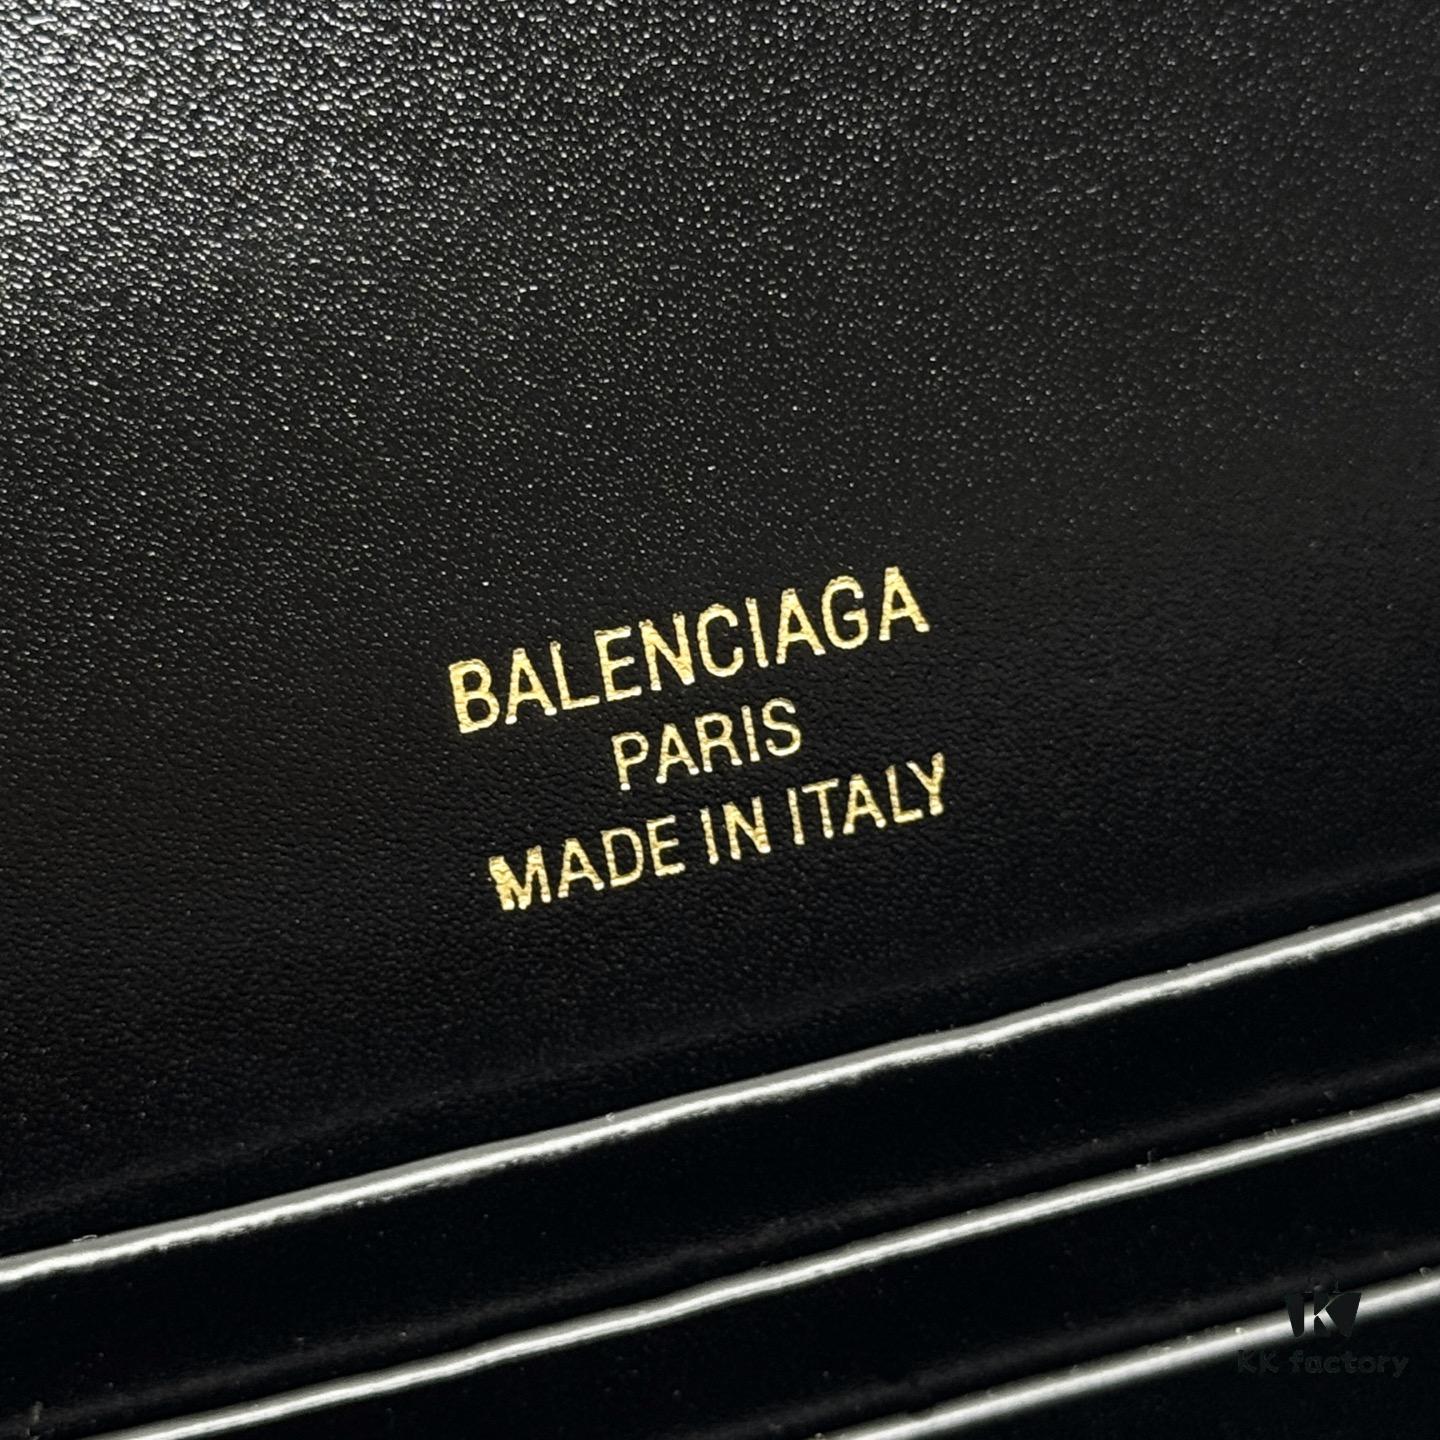 BALENCIAGA
PARIS
MADE IN ITALY
KK factory